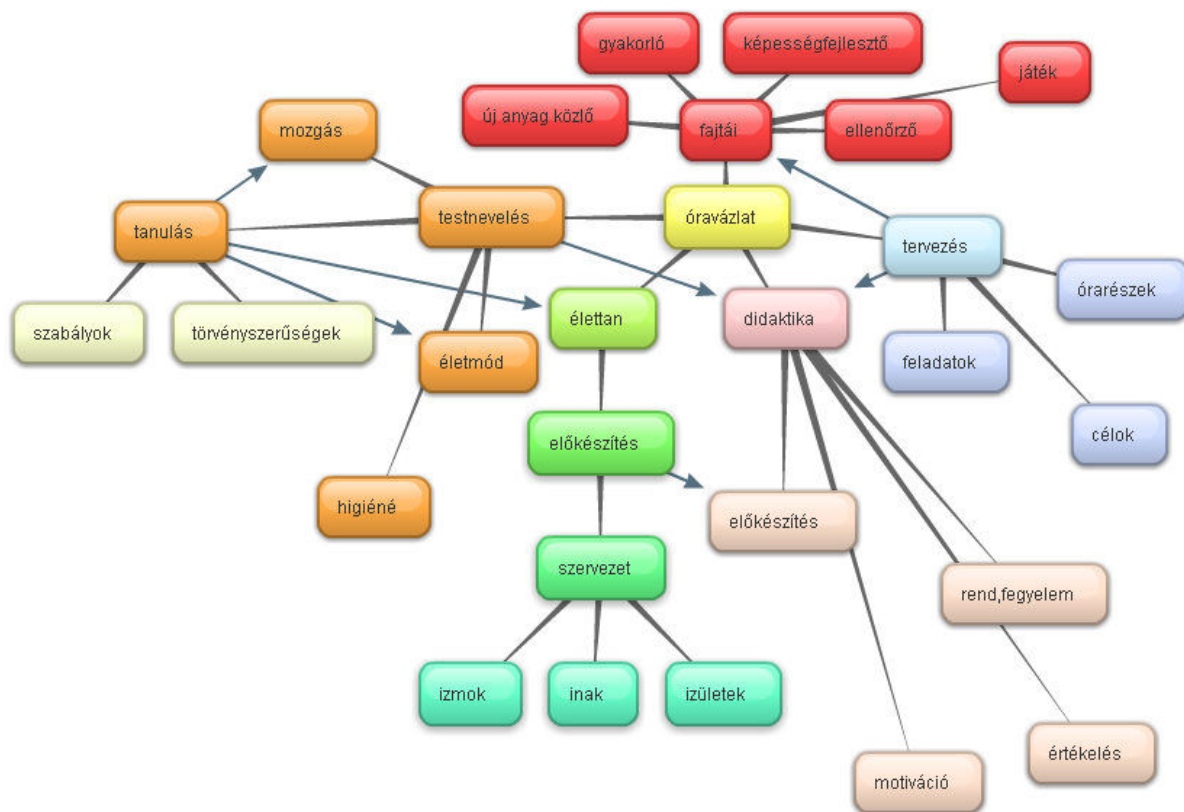 gyakorló
képességfejlesztő
játék
új anyag közlő
fajtái
ellenőrző
mozgás
tanulás
testnevelés
óravázlat
tervezés
órarészek
szabályok
törvényszerűségek
életmód
élettan
didaktika
feladatok
célok
előkészítés
higiéné
előkészítés
szervezet
rend,fegyelem
izmok
inak
izületek
motiváció
értékelés